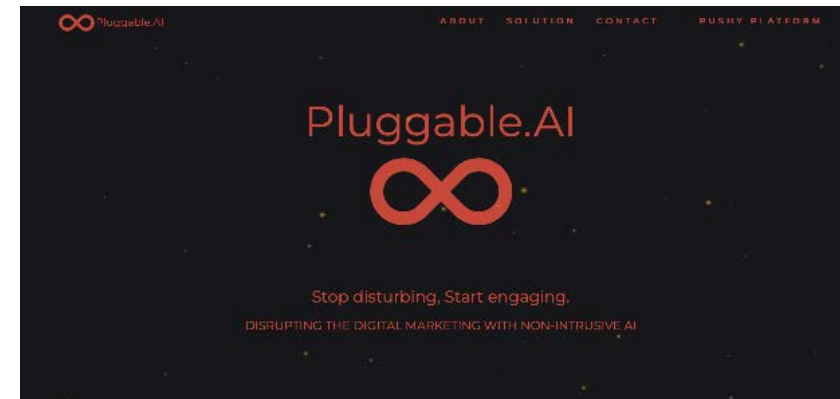 Pluggable.AI
ABOUT SOLUTION CONTACT PUSHY PLATFORM
Pluggable.AI
Stop disturbing, Start engaging.
DISRUPTING THE DIGITAL MARKETING WITH NON-INTRUSIVE AI